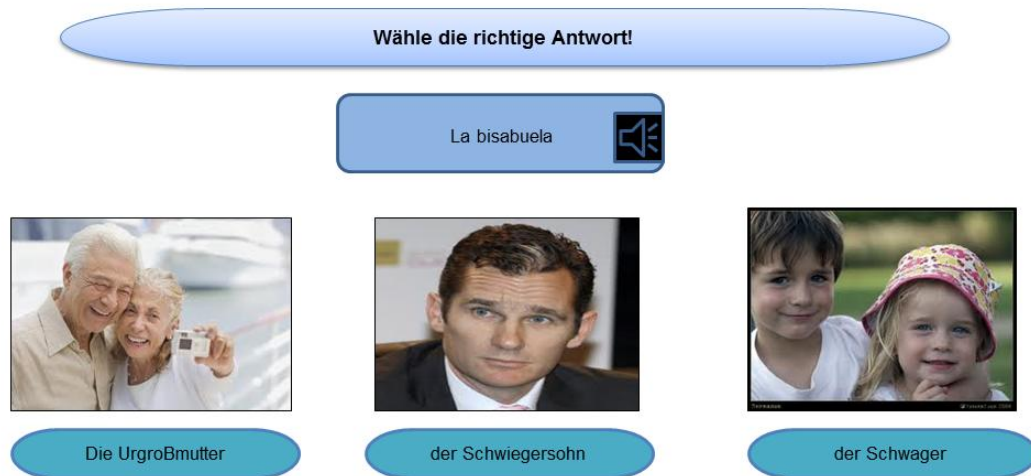 Wähle die richtige Antwort!
La bisabuela
Die UrgroBmutter
der Schwiegersohn
der Schwager